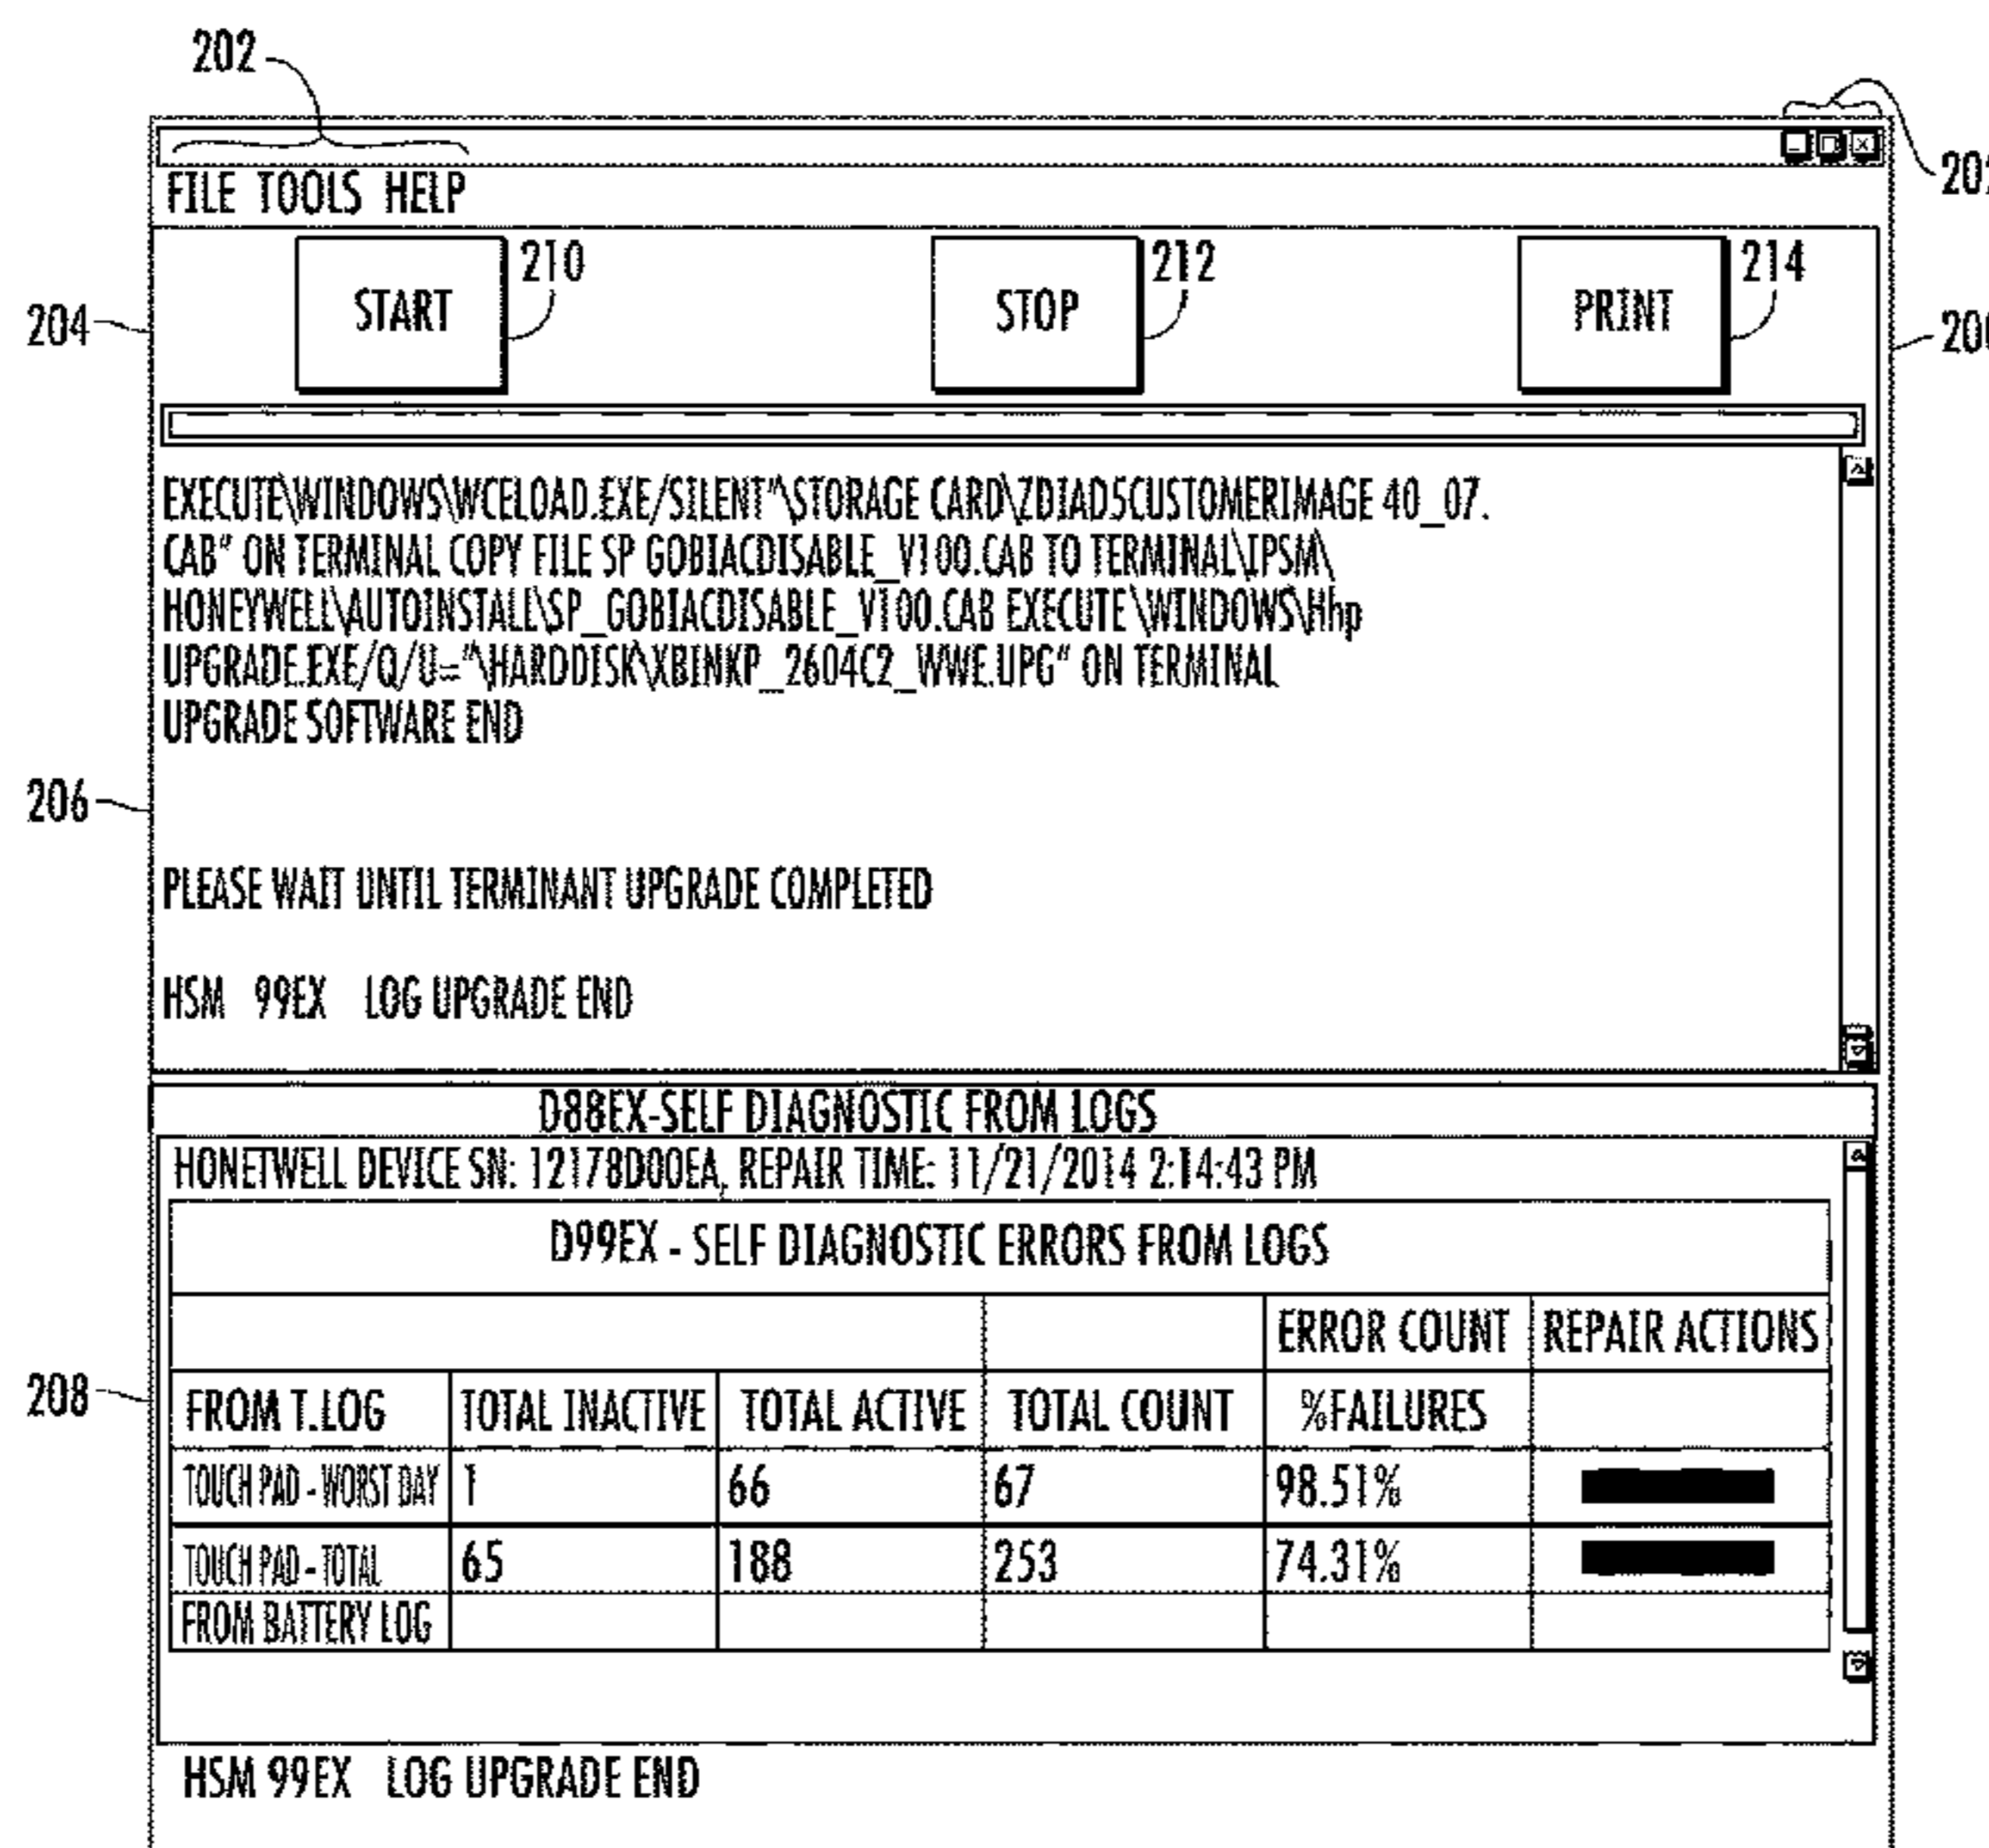 202
202
FILE TOOLS HELP
START 210 STOP 212 PRINT 214
204
200
EXECUTE\WINDOWS\WCELOAD.EXE/SILENT"\STORAGE CARD\ZDIAD5CUSTOMERIMAGE 40_07.
CAB" ON TERMINAL COPY FILE SP GOBIACDISABLE_V100.CAB TO TERMINAL\IPSM\
HONEYWELL\AUTOINSTALL\SP_GOBIACDISABLE_V100.CAB EXECUTE\WINDOWS\Hhp
UPGRADE.EXE/Q/U="\HARDDISK\XBINKP_2604C2_WWE.UPG" ON TERMINAL
UPGRADE SOFTWARE END
206
PLEASE WAIT UNTIL TERMINANT UPGRADE COMPLETED
HSM 99EX LOG UPGRADE END
D88EX-SELF DIAGNOSTIC FROM LOGS
HONETWELL DEVICE SN: 12178D00EA, REPAIR TIME: 11/21/2014 2:14:43 PM
D99EX - SELF DIAGNOSTIC ERRORS FROM LOGS
ERROR COUNT REPAIR ACTIONS
208
FROM T.LOG TOTAL INACTIVE TOTAL ACTIVE TOTAL COUNT %FAILURES
TOUCH PAD - WORST DAY 1 66 67 98.51%
TOUCH PAD - TOTAL 65 188 253 74.31%
FROM BATTERY LOG
HSM 99EX LOG UPGRADE END